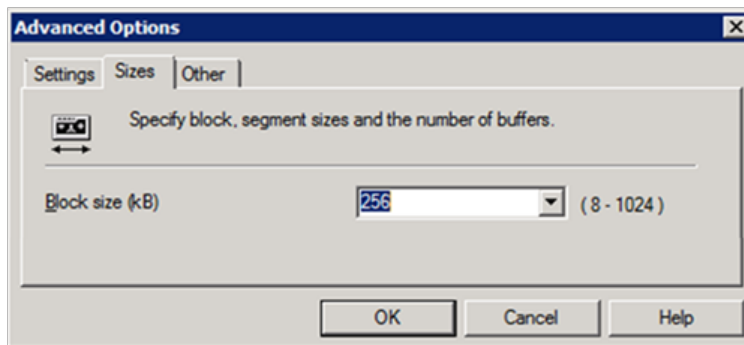 Advanced Options
Settings Sizes Other
Specify block, segment sizes and the number of buffers.
Block size (kB) 256 ( 8 - 1024 )
OK Cancel Help